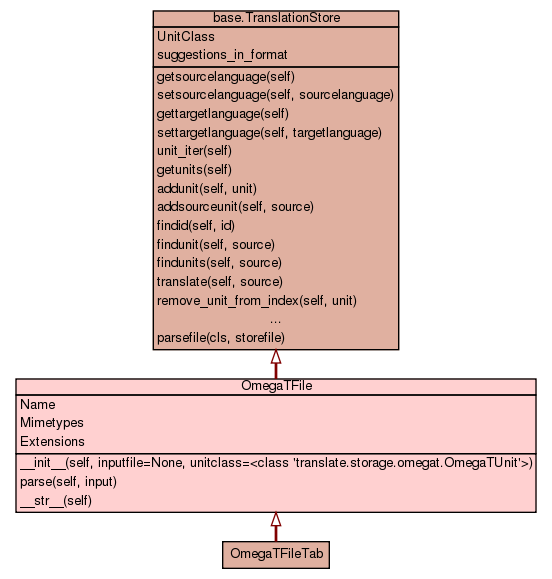 base.TranslationStore
UnitClass
suggestions_in_format
getsourcelanguage(self)
setsourcelanguage(self, sourcelanguage)
gettargetlanguage(self)
settargetlanguage(self, targetlanguage)
unit_iter(self)
getunits(self)
addunit(self, unit)
addsourceunit(self, source)
findid(self, id)
findunit(self, source)
findunits(self, source)
translate(self, source)
remove_unit_from_index(self, unit)
...
parsefile(cls, storefile)
OmegaTFile
Name
Mimetypes
Extensions
__init__(self, inputfile=None, unitclass=<class 'translate.storage.omegat.OmegaTUnit'>)
parse(self, input)
__str__(self)
OmegaTFileTab